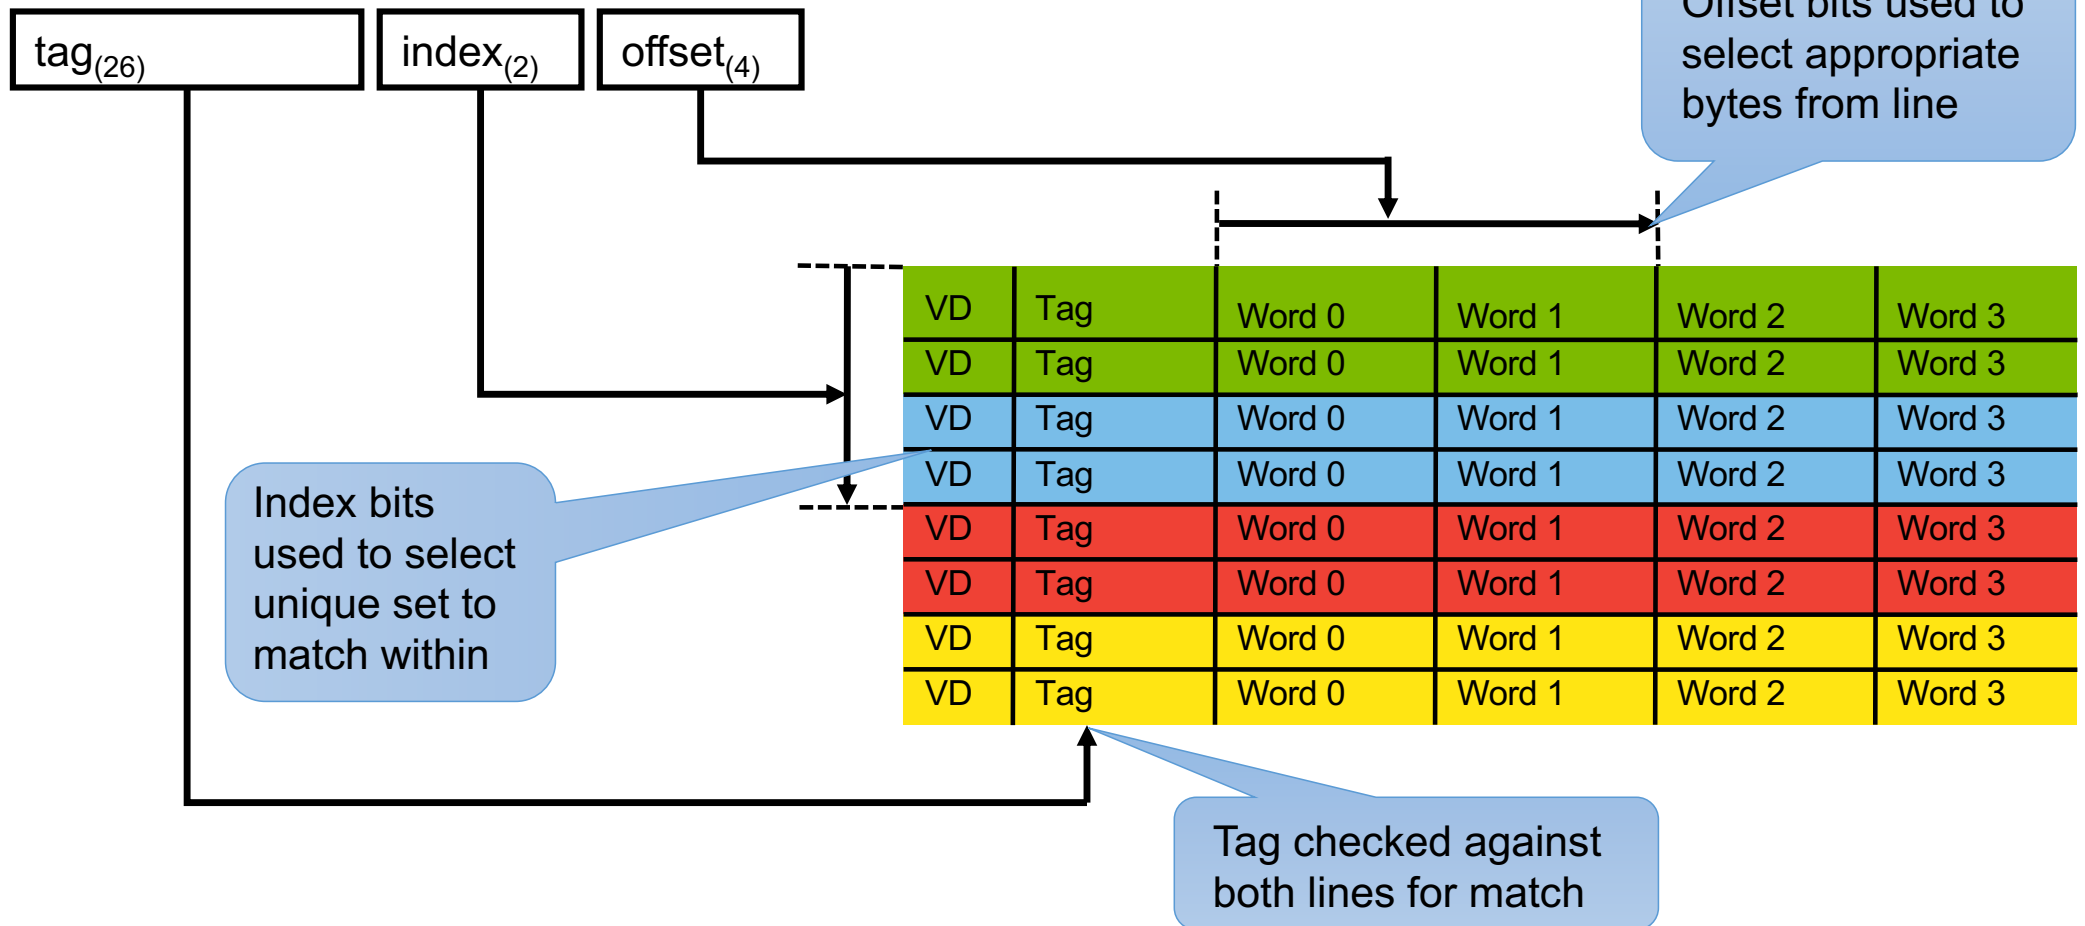 tag(26) index(2) offset(4)
Offset bits used to
select appropriate
bytes from line
VD Tag Word 0 Word 1 Word 2 Word 3
VD Tag Word 0 Word 1 Word 2 Word 3
VD Tag Word 0 Word 1 Word 2 Word 3
VD Tag Word 0 Word 1 Word 2 Word 3
VD Tag Word 0 Word 1 Word 2 Word 3
VD Tag Word 0 Word 1 Word 2 Word 3
VD Tag Word 0 Word 1 Word 2 Word 3
VD Tag Word 0 Word 1 Word 2 Word 3
Index bits
used to select
unique set to
match within
Tag checked against
both lines for match